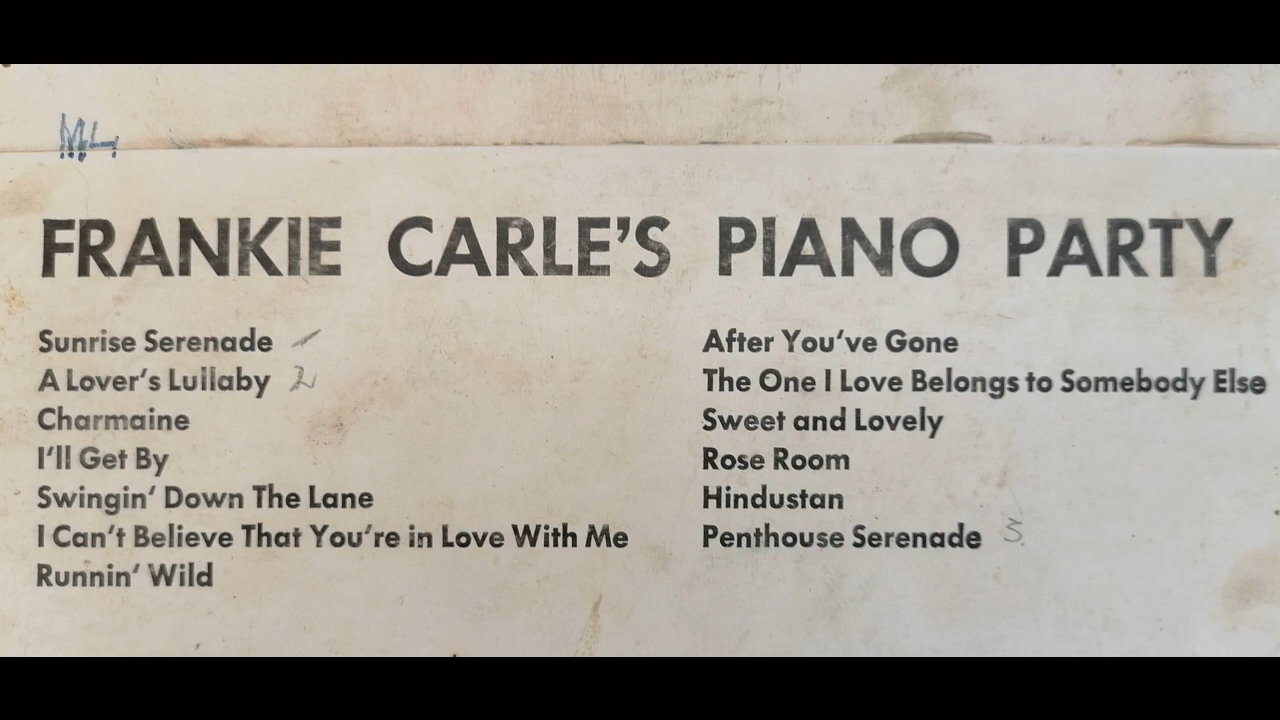 FRANKIE CARLE'S PIANO PARTY
Sunrise Serenade
A Lover's Lullaby 2
Charmaine
I'll Get By
Swingin' Down The Lane
I Can't Believe That You're in Love With Me
Runnin' Wild
After You've Gone
The One I Love Belongs to Somebody Else
Sweet and Lovely
Rose Room
Hindustan
Penthouse Serenade 3